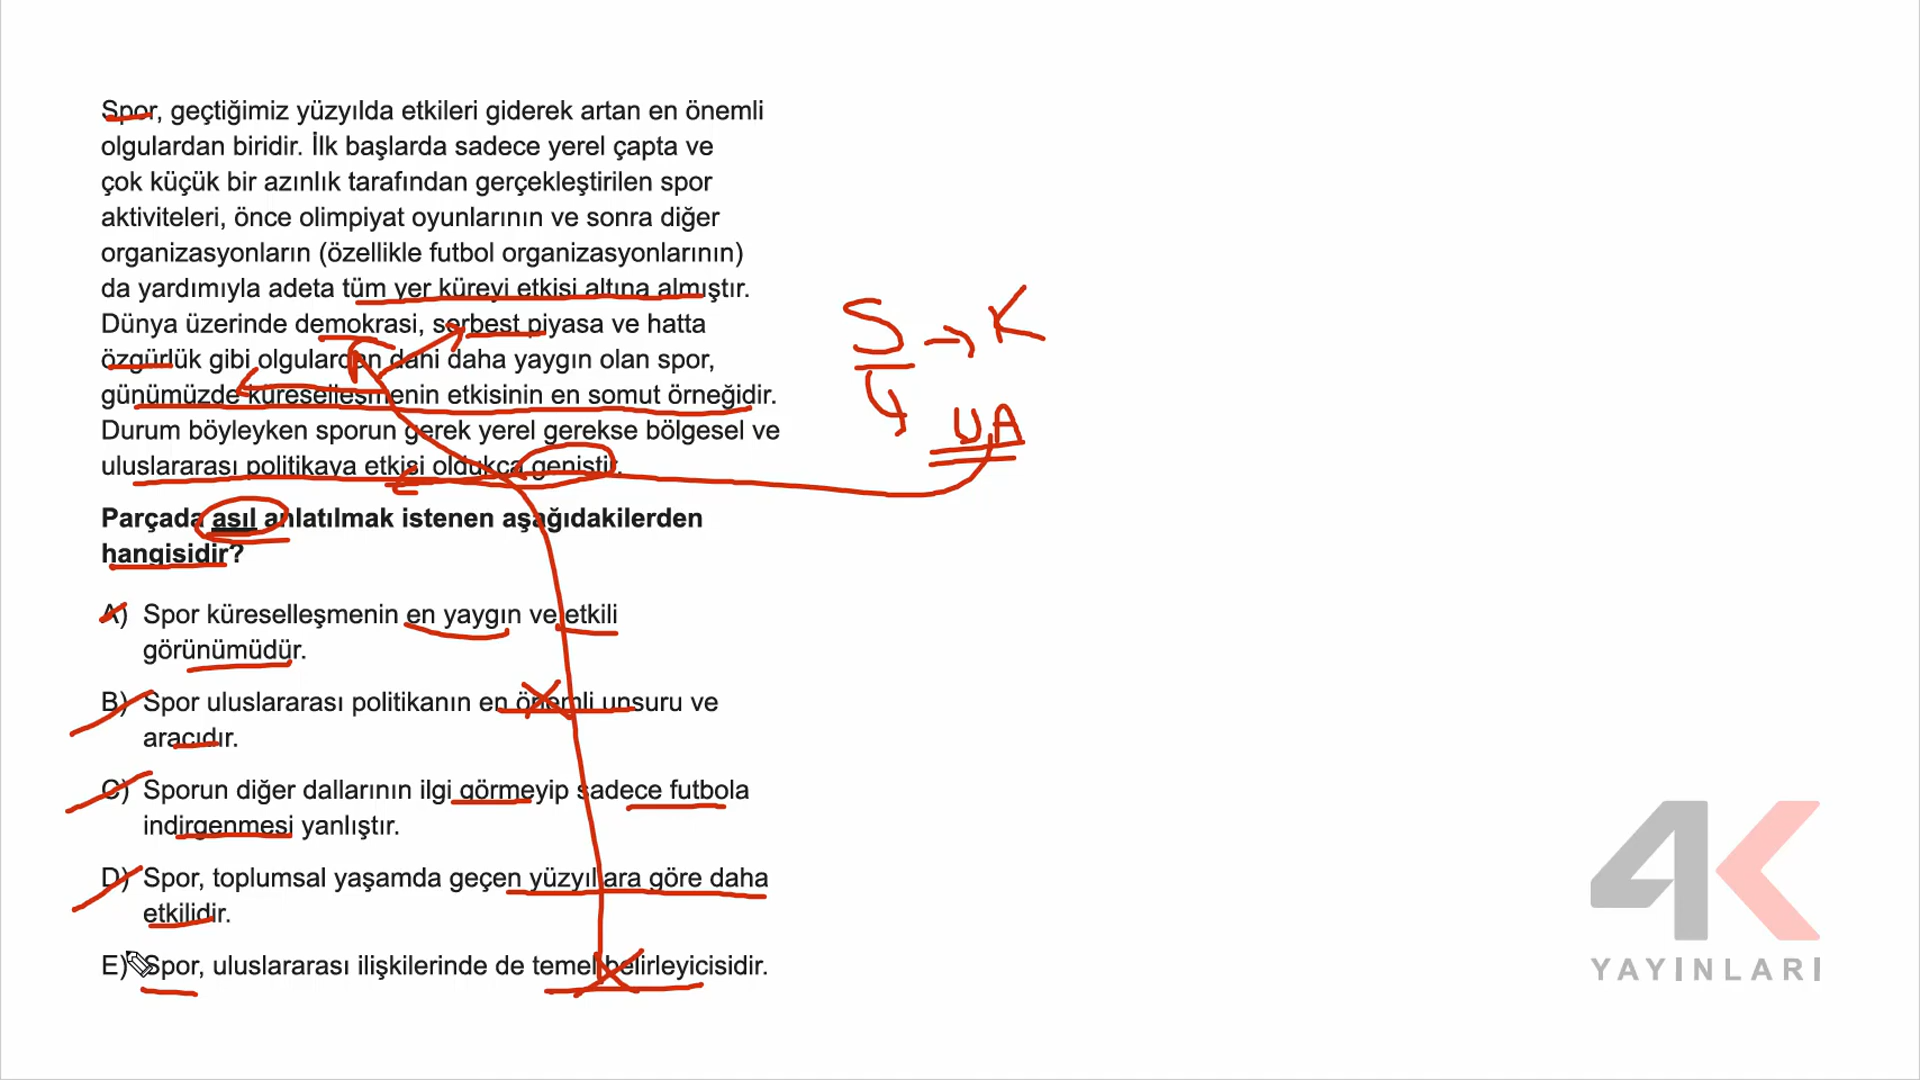 Spor, geçtiğimiz yüzyılda etkileri giderek artan en önemli
olgulardan biridir. İlk başlarda sadece yerel çapta ve
çok küçük bir azınlık tarafından gerçekleştirilen spor
aktiviteleri, önce olimpiyat oyunlarının ve sonra diğer
organizasyonların (özellikle futbol organizasyonlarının)
da yardımıyla adeta tüm yer küreyi etkisi altına almıştır.
Dünya üzerinde demokrasi, serbest piyasa ve hatta
özgürlük gibi olgulardan dahi daha yaygın olan spor,
günümüzde küreselleşmenin etkisinin en somut örneğidir.
Durum böyleyken sporun gerek yerel gerekse bölgesel ve
uluslararası politikaya etkisi oldukça geniştir.
S → K
UA
Parçada asıl anlatılmak istenen aşağıdakilerden
hangisidir?
A) Spor küreselleşmenin en yaygın ve etkili
görünümüdür.
B) Spor uluslararası politikanın en önemli unsuru ve
aracıdır.
C) Sporun diğer dallarının ilgi görmeyip sadece futbola
indirgenmesi yanlıştır.
D) Spor, toplumsal yaşamda geçen yüzyıllara göre daha
etkilidir.
E) Spor, uluslararası ilişkilerinde de temel belirleyicisidir.
4K
YAYINLARI